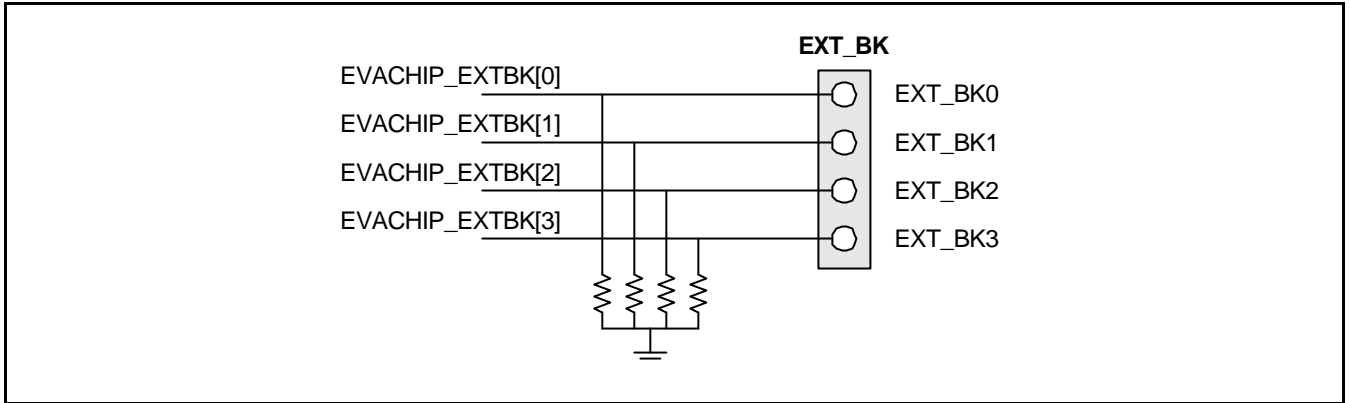 EXT_BK
EVACHIP_EXTBK[0]
EXT_BK0
EVACHIP_EXTBK[1]
EXT_BK1
EVACHIP_EXTBK[2]
EXT_BK2
EVACHIP_EXTBK[3]
EXT_BK3